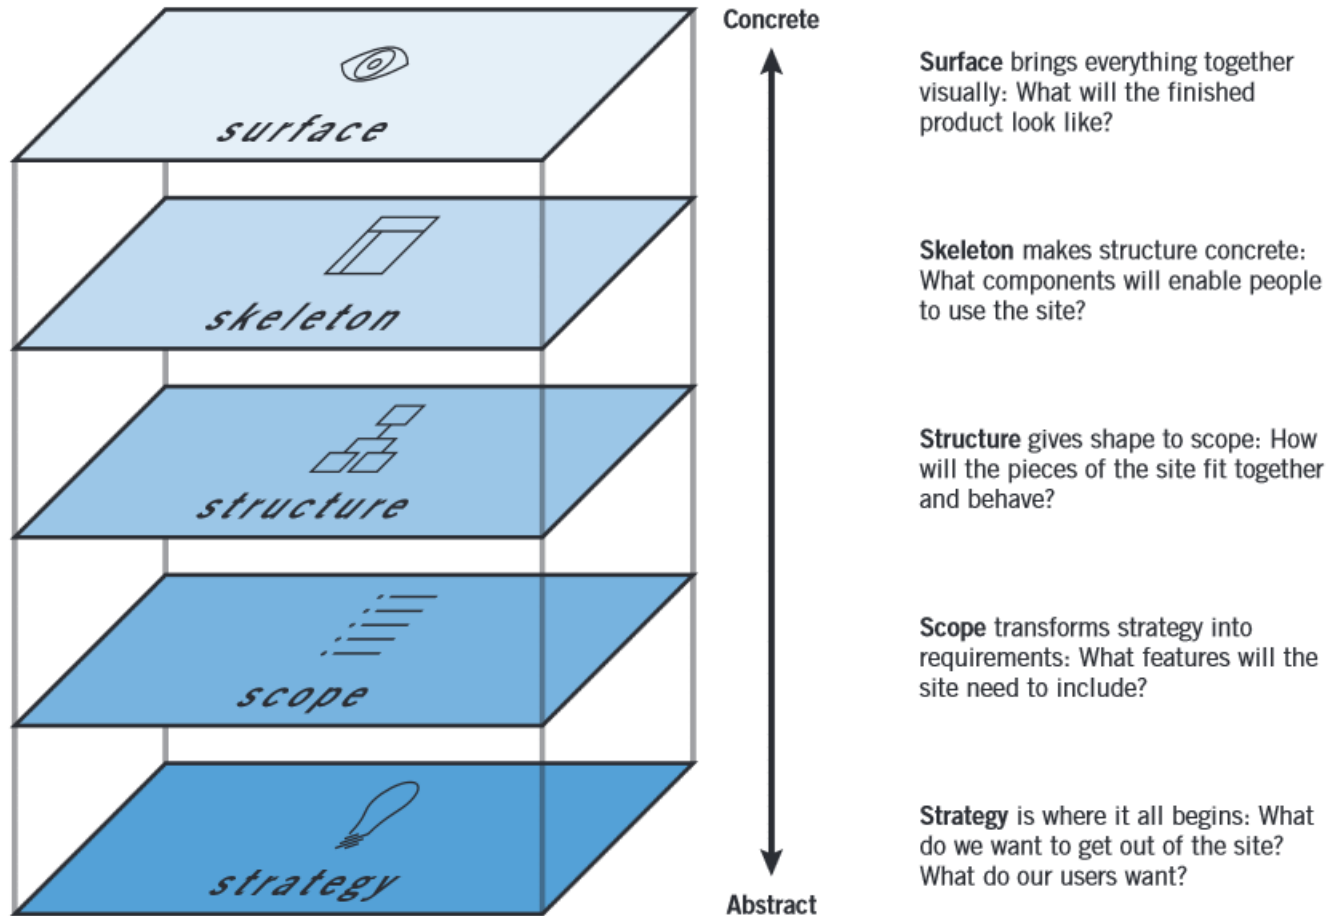 Concrete
Surface brings everything together
visually: What will the finished
product look like?
surface
Skeleton makes structure concrete:
What components will enable people
to use the site?
skeleton
Structure gives shape to scope: How
will the pieces of the site fit together
and behave?
structure
Scope transforms strategy into
requirements: What features will the
site need to include?
scope
Strategy is where it all begins: What
do we want to get out of the site?
What do our users want?
strategy
Abstract